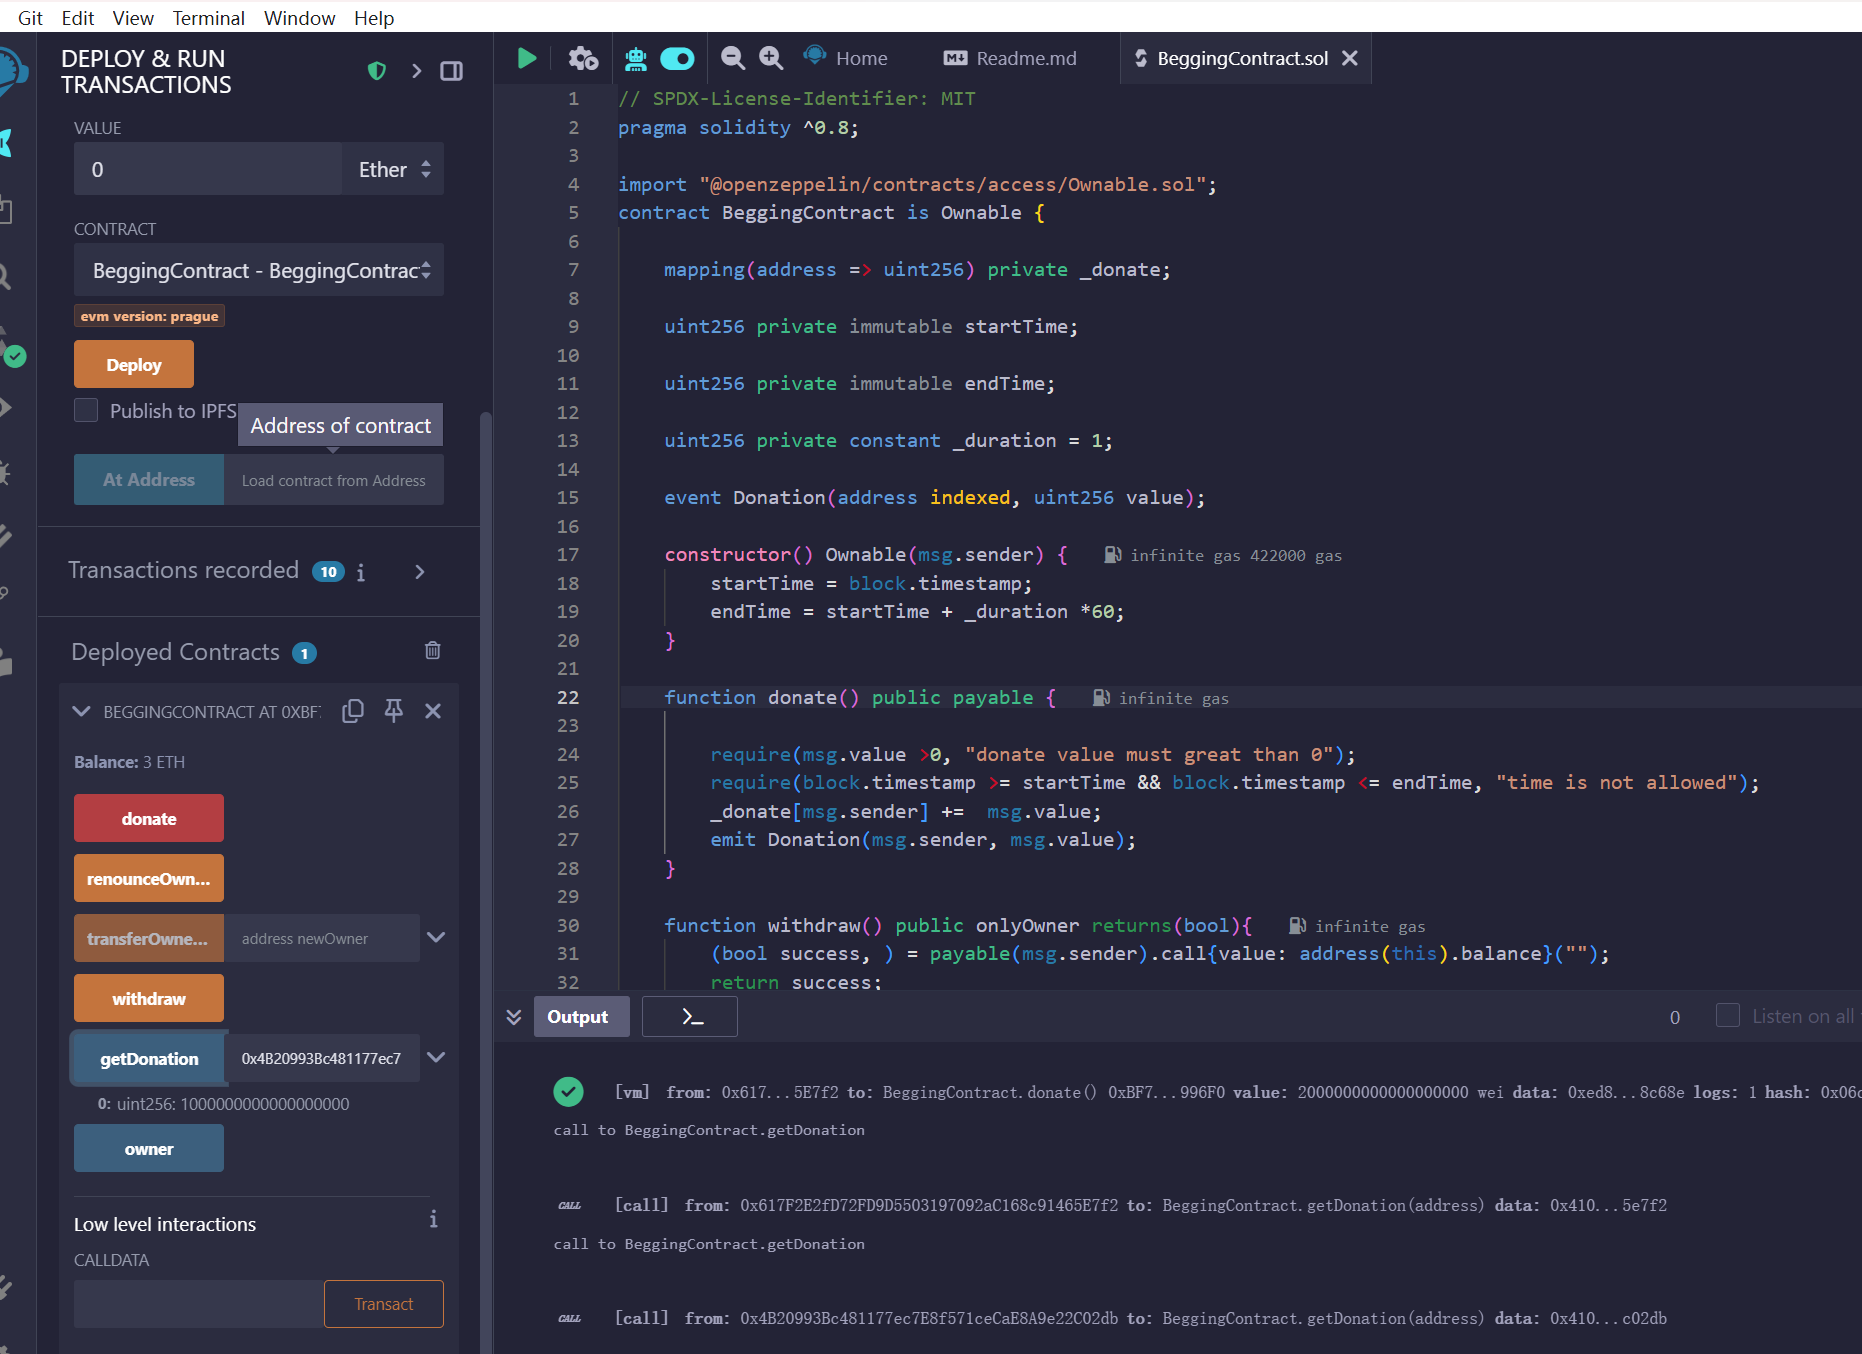 Git Edit View Terminal Window Help
DEPLOY & RUN
TRANSACTIONS
VALUE
0 Ether
CONTRACT
BeggingContract - BeggingContrac
evm version: prague
Deploy
Publish to IPFS
Address of contract
At Address Load contract from Address
Transactions recorded 10 i
Deployed Contracts 1
BEGGINGCONTRACT AT 0XBF
Balance: 3 ETH
donate
renounceOwn...
transferOwne... address newOwner
withdraw
getDonation 0x4B20993Bc481177ec7
0: uint256: 1000000000000000000
owner
Low level interactions i
CALLDATA
Transact
Home Readme.md BeggingContract.sol
1 // SPDX-License-Identifier: MIT
2 pragma solidity ^0.8;
3
4 import "@openzeppelin/contracts/access/Ownable.sol";
5 contract BeggingContract is Ownable {
6
7 mapping(address => uint256) private _donate;
8
9 uint256 private immutable startTime;
10
11 uint256 private immutable endTime;
12
13 uint256 private constant _duration = 1;
14
15 event Donation(address indexed, uint256 value);
16
17 constructor() Ownable(msg.sender) { infinite gas 422000 gas
18 startTime = block.timestamp;
19 endTime = startTime + _duration *60;
20 }
21
22 function donate() public payable { infinite gas
23
24 require(msg.value >0, "donate value must great than 0");
25 require(block.timestamp >= startTime && block.timestamp <= endTime, "time is not allowed");
26 _donate[msg.sender] += msg.value;
27 emit Donation(msg.sender, msg.value);
28 }
29
30 function withdraw() public onlyOwner returns(bool){ infinite gas
31 (bool success, ) = payable(msg.sender).call{value: address(this).balance}("");
32 return success;
Output >_ 0 Listen on all
[vm] from: 0x617...5E7f2 to: BeggingContract.donate() 0xBF7...996F0 value: 2000000000000000000 wei data: 0xed8...8c68e logs: 1 hash: 0x06
call to BeggingContract.getDonation
CALL [call] from: 0x617F2E2fD72FD9D5503197092aC168c91465E7f2 to: BeggingContract.getDonation(address) data: 0x410...5e7f2
call to BeggingContract.getDonation
CALL [call] from: 0x4B20993Bc481177ec7E8f571ceCaE8A9e22C02db to: BeggingContract.getDonation(address) data: 0x410...c02db